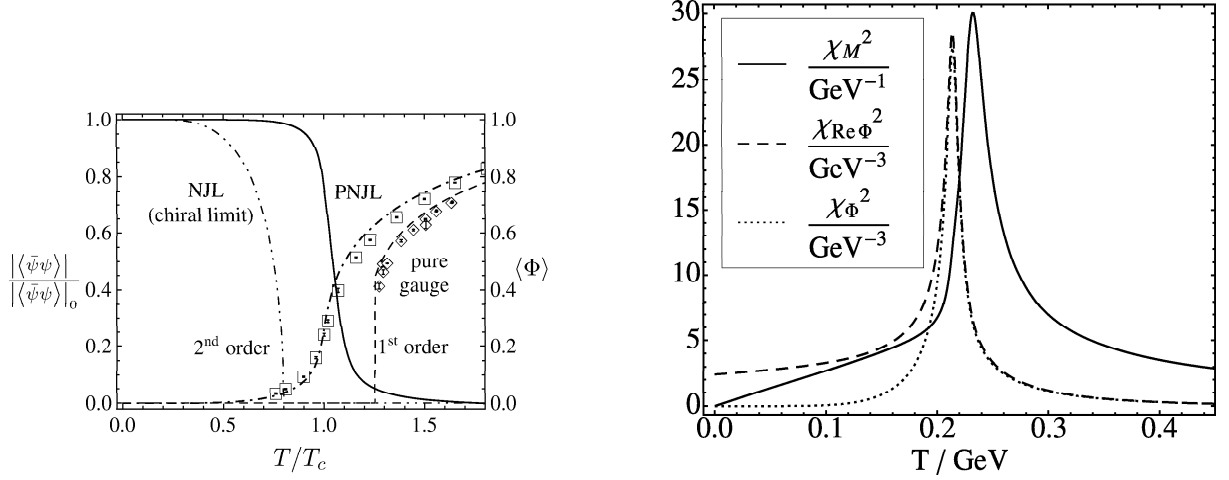 1.0
0.8
0.6
0.4
0.2
0.0
1.0
0.8
0.6
0.4
0.2
0.0
|⟨ψ̄ψ⟩|
|⟨ψ̄ψ⟩|₀
⟨Φ⟩
NJL
(chiral limit)
PNJL
pure
gauge
2nd order
1st order
0.0 0.5 1.0 1.5
T/Tc
30
25
20
15
10
5
0
χM²
GeV⁻¹
χReΦ²
GeV⁻³
χΦ²
GeV⁻³
0.0 0.1 0.2 0.3 0.4
T / GeV